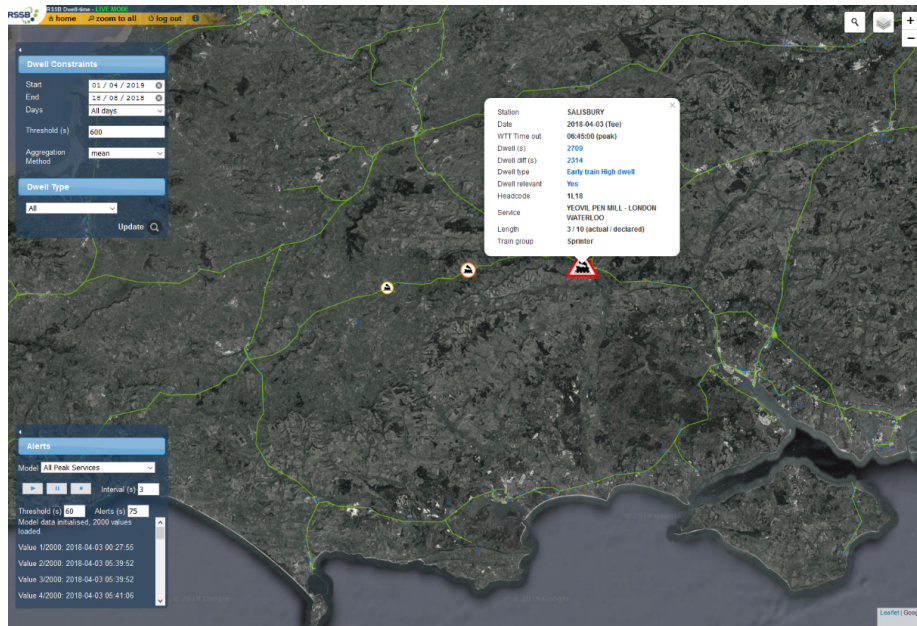 RSSB
RSSB Dwell-time - LIVE MODE
home zoom to all log out
Dwell Constraints
Start 01 / 04 / 2019
End 18 / 08 / 2018
Days All days
Threshold (s) 600
Aggregation Method mean
Dwell Type
All
Update
+
−
×
Station SALISBURY
Date 2018-04-03 (Tue)
WTT Time out 06:45:00 (peak)
Dwell (s) 2709
Dwell diff (s) 2314
Dwell type Early train High dwell
Dwell relevant Yes
Headcode 1L18
Service YEOVIL PEN MILL - LONDON
WATERLOO
Length 3 / 10 (actual / declared)
Train group Sprinter
Alerts
Model All Peak Services
Interval (s) 3
Threshold (s) 60 Alerts (s) 75
Model data initialised, 2000 values
loaded.
Value 1/2000: 2018-04-03 00:27:55
Value 2/2000: 2018-04-03 05:39:52
Value 3/2000: 2018-04-03 05:39:52
Value 4/2000: 2018-04-03 05:41:06
Leaflet | Goog